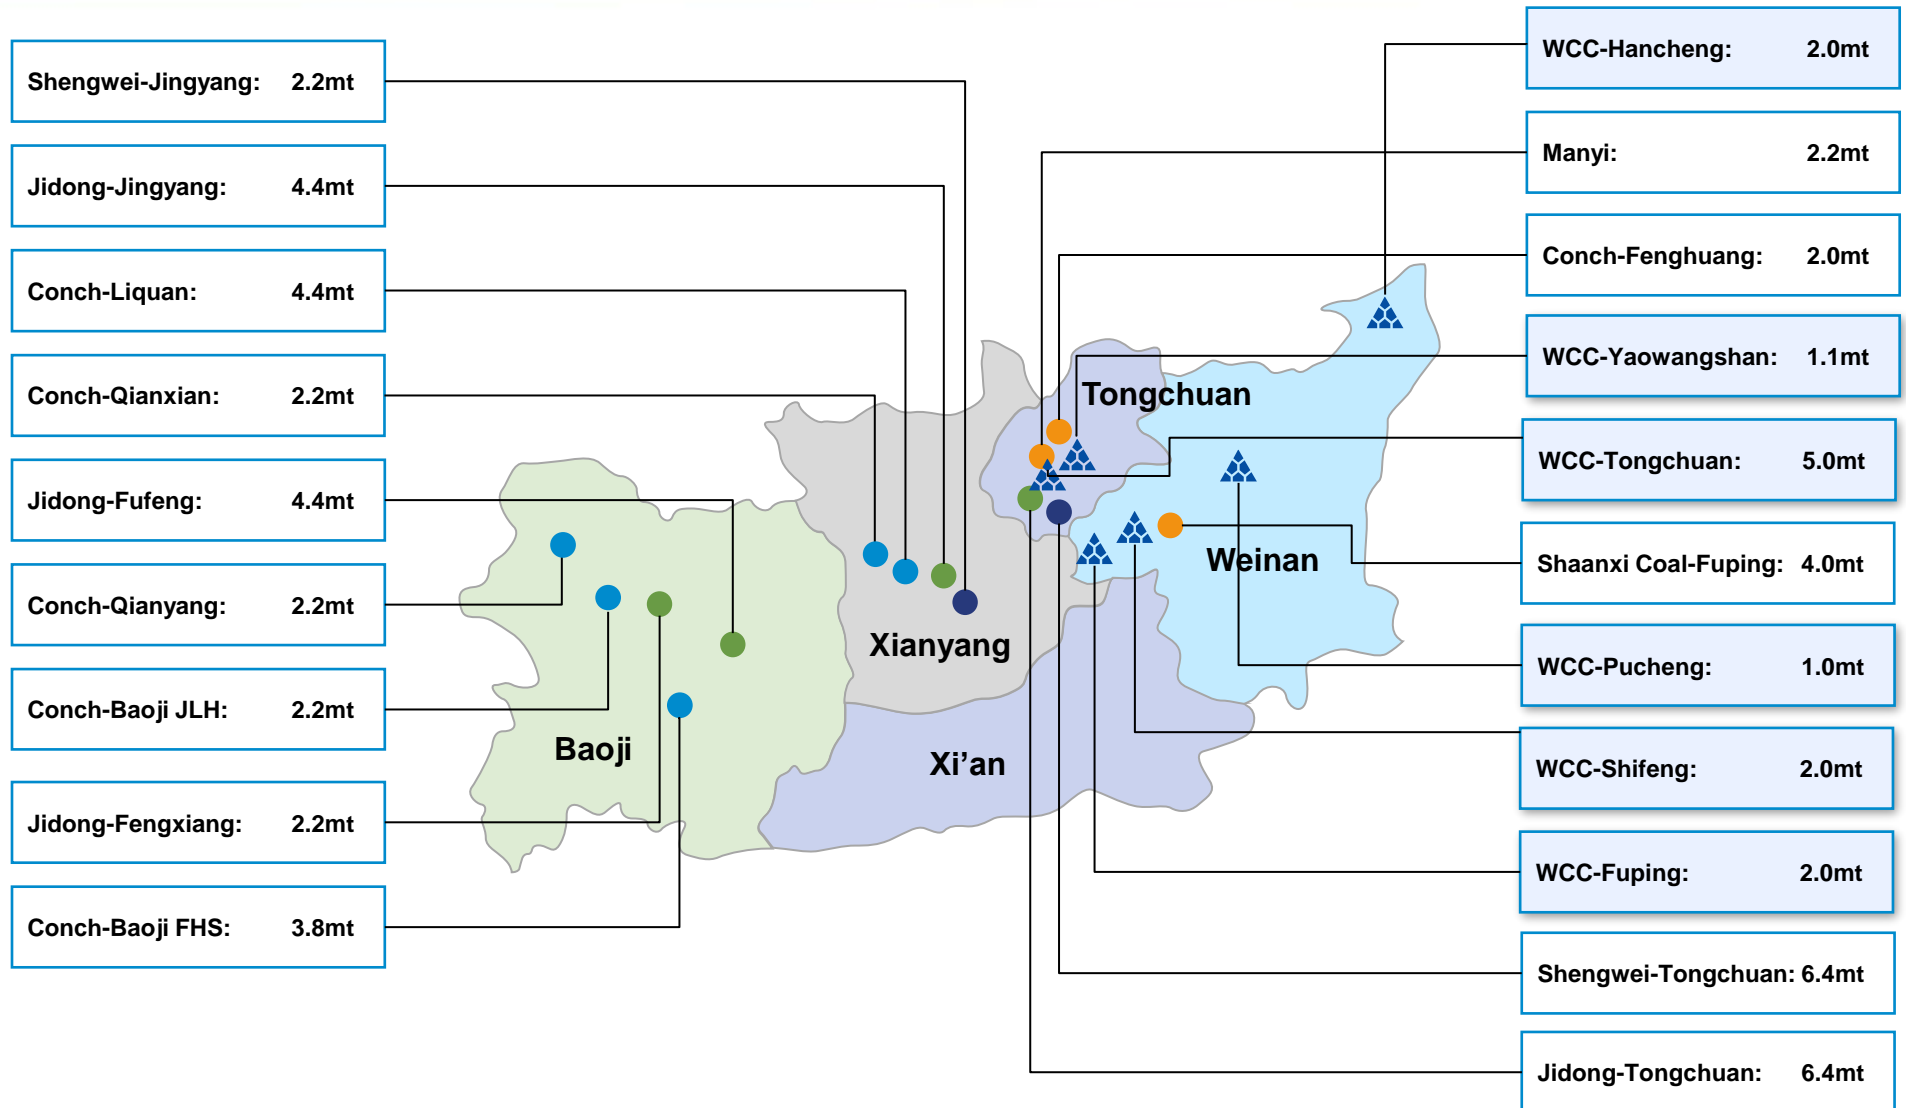 Shengwei-Jingyang: 2.2mt
Jidong-Jingyang: 4.4mt
Conch-Liquan: 4.4mt
Conch-Qianxian: 2.2mt
Jidong-Fufeng: 4.4mt
Conch-Qianyang: 2.2mt
Conch-Baoji JLH: 2.2mt
Jidong-Fengxiang: 2.2mt
Conch-Baoji FHS: 3.8mt
Tongchuan
Weinan
Xianyang
Baoji
Xi’an
WCC-Hancheng: 2.0mt
Manyi: 2.2mt
Conch-Fenghuang: 2.0mt
WCC-Yaowangshan: 1.1mt
WCC-Tongchuan: 5.0mt
Shaanxi Coal-Fuping: 4.0mt
WCC-Pucheng: 1.0mt
WCC-Shifeng: 2.0mt
WCC-Fuping: 2.0mt
Shengwei-Tongchuan: 6.4mt
Jidong-Tongchuan: 6.4mt